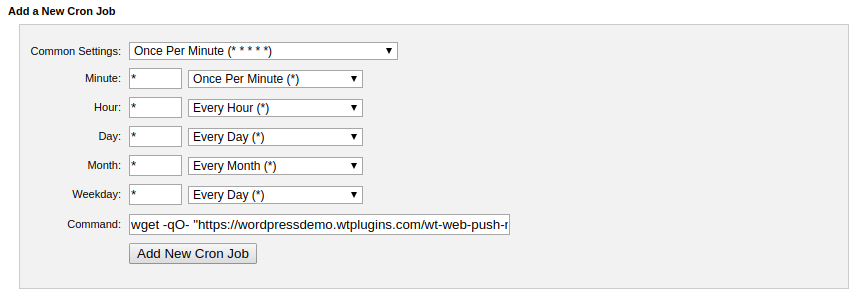 Add a New Cron Job
Common Settings: Once Per Minute (* * * * *)
Minute: * Once Per Minute (*)
Hour: * Every Hour (*)
Day: * Every Day (*)
Month: * Every Month (*)
Weekday: * Every Day (*)
Command: wget -qO- "https://wordpressdemo.wtplugins.com/wt-web-push-
Add New Cron Job